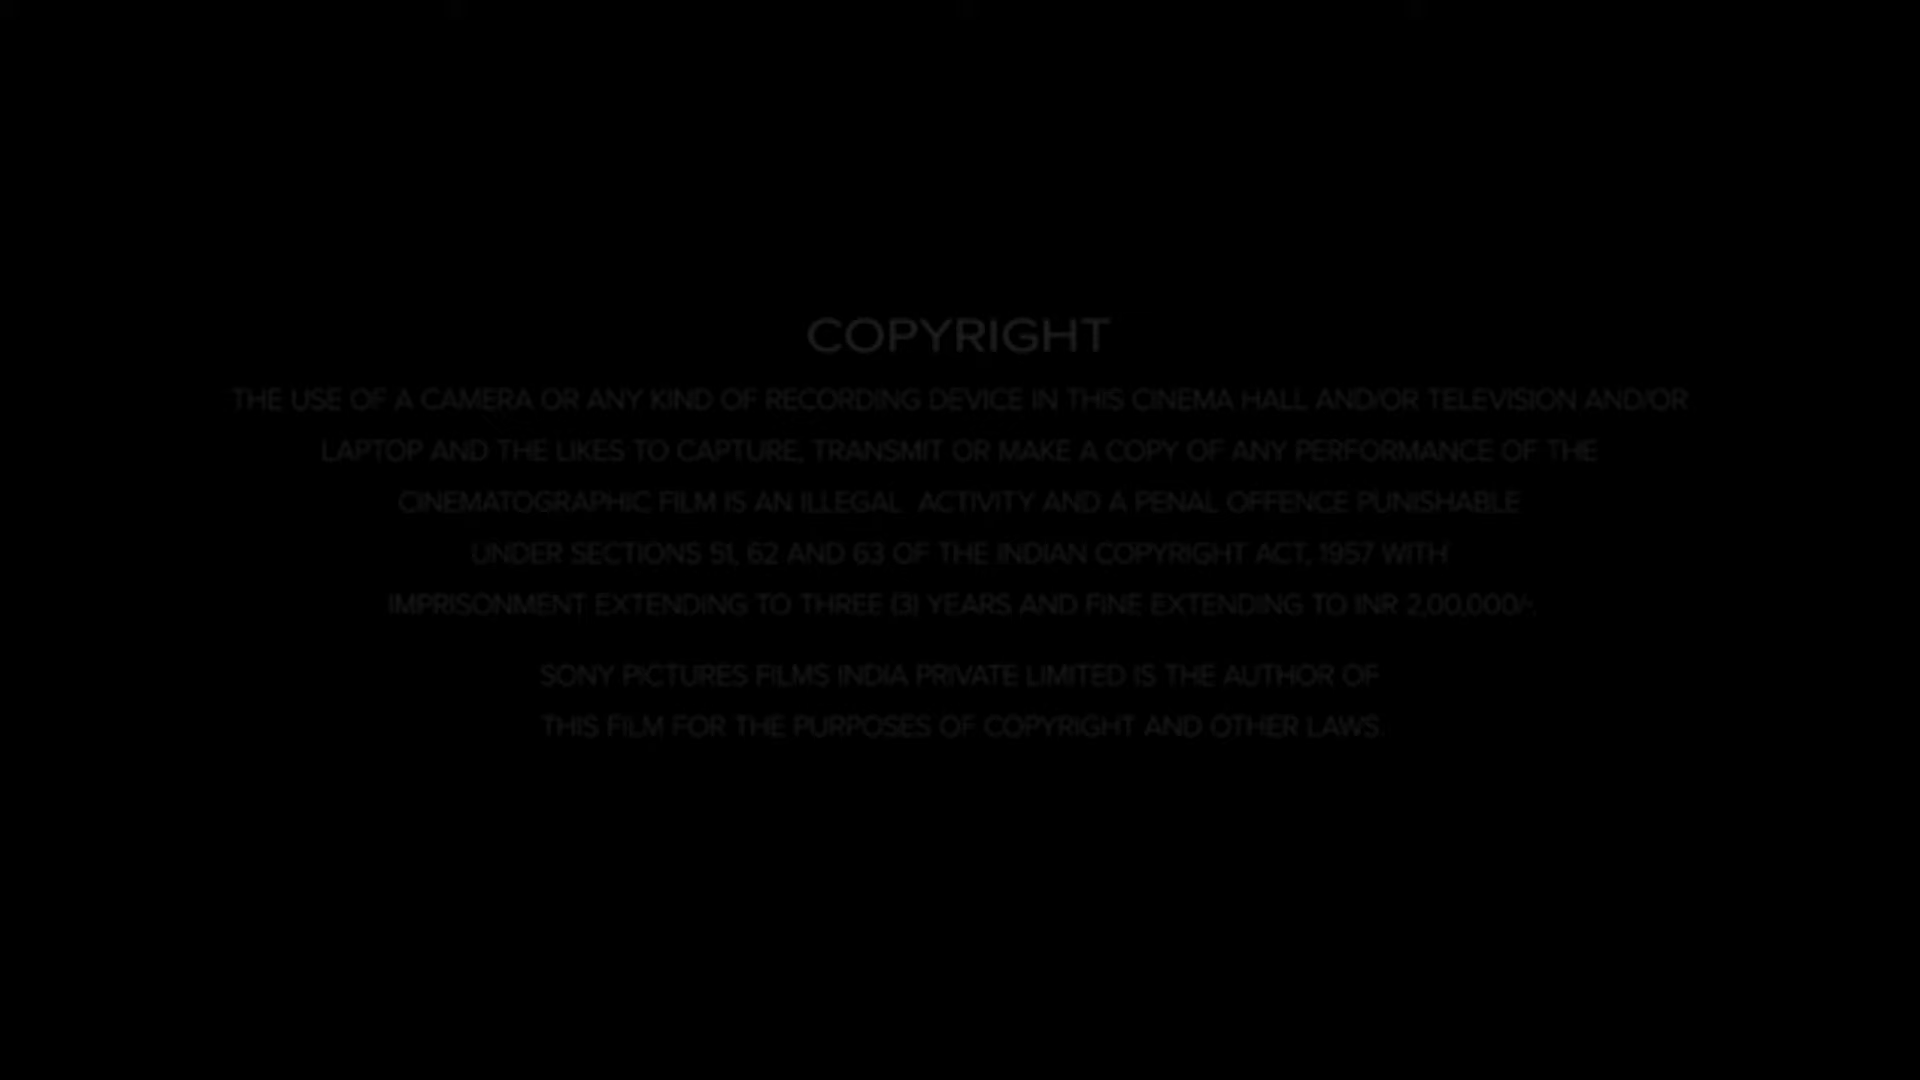 COPYRIGHT
THE USE OF A CAMERA OR ANY KIND OF RECORDING DEVICE IN THIS CINEMA HALL AND/OR TELEVISION AND/OR
LAPTOP AND THE LIKES TO CAPTURE, TRANSMIT OR MAKE A COPY OF ANY PERFORMANCE OF THE
CINEMATOGRAPHIC FILM IS AN ILLEGAL ACTIVITY AND A PENAL OFFENCE PUNISHABLE
UNDER SECTIONS 51, 62 AND 63 OF THE INDIAN COPYRIGHT ACT, 1957 WITH
IMPRISONMENT EXTENDING TO THREE (3) YEARS AND FINE EXTENDING TO INR 2,00,000/-.
SONY PICTURES FILMS INDIA PRIVATE LIMITED IS THE AUTHOR OF
THIS FILM FOR THE PURPOSES OF COPYRIGHT AND OTHER LAWS.